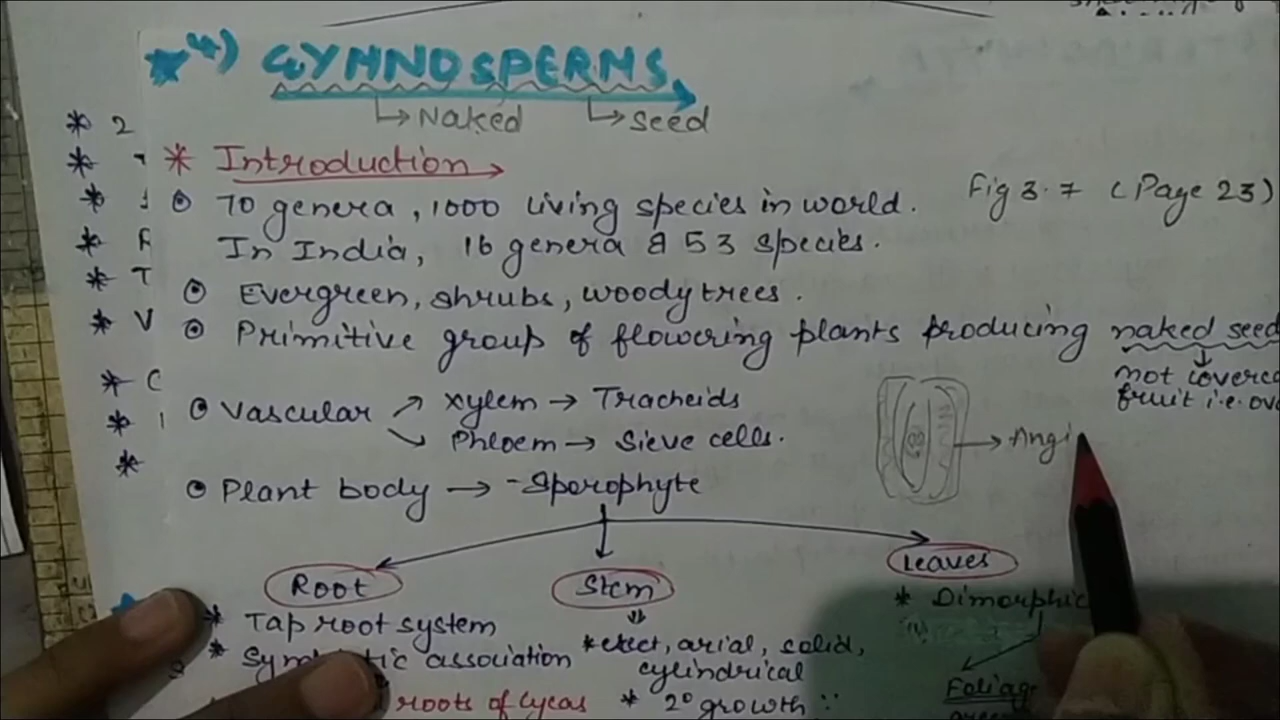 4) GYMNOSPERMS
Naked Seed
* Introduction
70 genera, 1000 living species in world.
Fig 3.7 (Page 23)
In India, 16 genera & 53 species.
Evergreen, shrubs, woody trees.
Primitive group of flowering plants producing naked seed
not
fruit i.e.
Vascular → Xylem → Tracheids
→ Phloem → Sieve cells.
→ Angi
Plant body → Sporophyte
Root Stem Leaves
* Tap root system
* association
roots of Cycas
* erect, arial, solid,
cylindrical
* 2° growth ∵
* Dimorphic